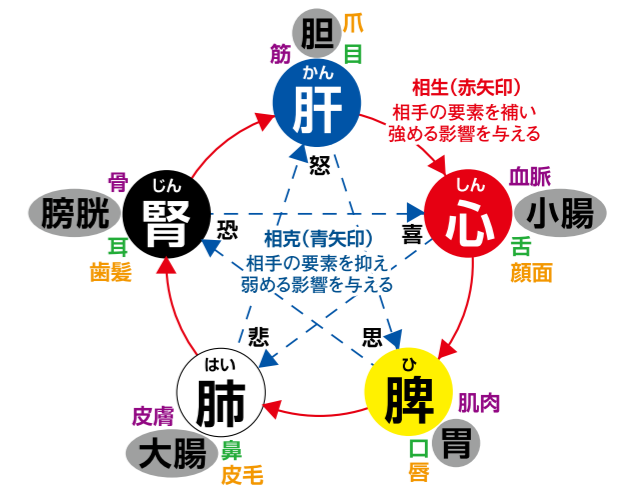 胆
爪
筋
目
かん
肝
怒
相生（赤矢印）
相手の要素を補い
強める影響を与える
骨
じん
腎
膀胱
耳
歯髪
恐
血脈
しん
心
小腸
舌
顔面
喜
相克（青矢印）
相手の要素を抑え
弱める影響を与える
悲
思
はい
肺
皮膚
大腸
鼻
皮毛
ひ
脾
肌肉
胃
口
唇